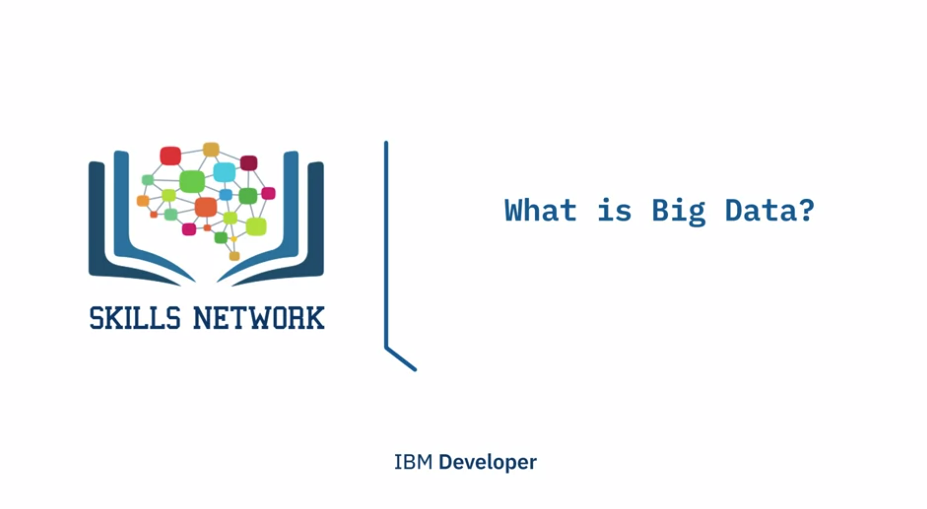 What is Big Data?
SKILLS NETWORK
IBM Developer